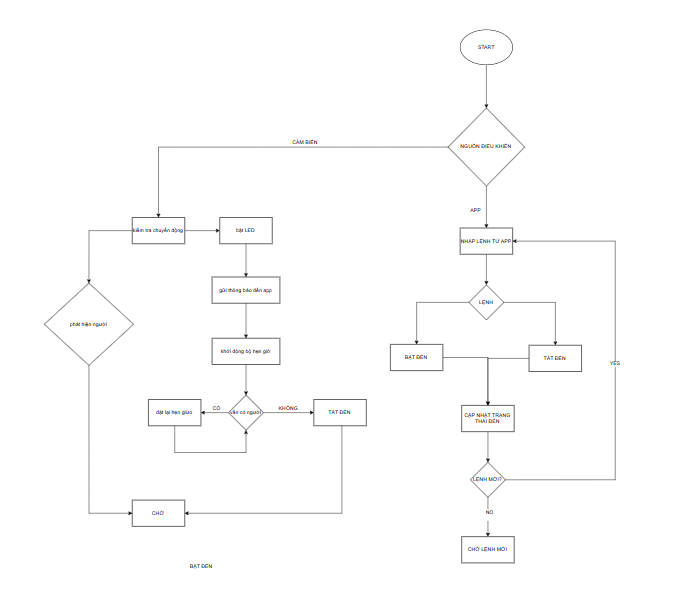 START
NGUỒN ĐIỀU KHIỂN
CẢM BIẾN
APP
kiểm tra chuyển động
bật LED
NHẬP LỆNH TỪ APP
gửi thông báo đến app
LỆNH
phát hiện người
khởi động bộ hẹn giờ
BẬT ĐÈN
TẮT ĐÈN
YES
đặt lại hẹn giừo
CÓ
vẫn có người
KHÔNG
TẮT ĐÈN
CẬP NHẬT TRẠNG
THÁI ĐÈN
LỆNH MỚI?
CHỜ
NO
CHỜ LỆNH MỚI
BẬT ĐÈN